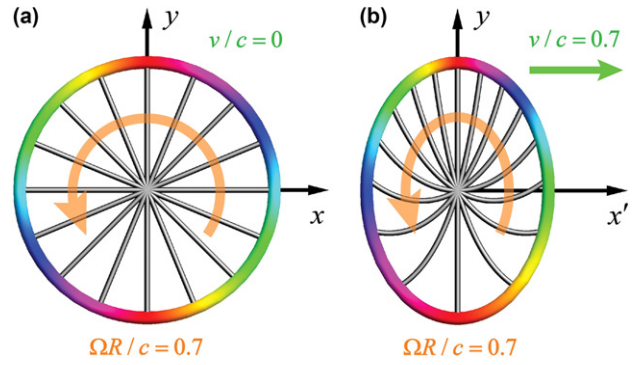 (a)
y
v/c=0
x
ΩR/c=0.7
(b)
y
v/c=0.7
x′
ΩR/c=0.7